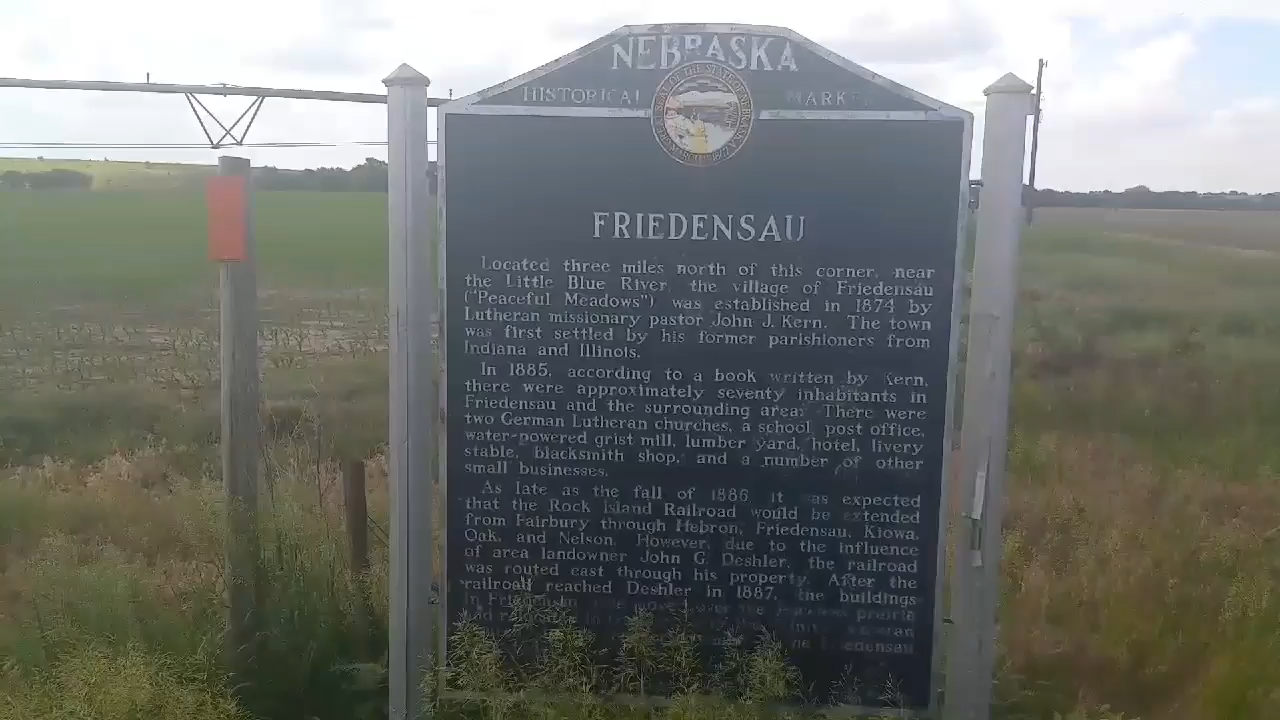 NEBRASKA
HISTORICAL MARKE
FRIEDENSAU
Located three miles north of this corner, near
the Little Blue River, the village of Friedensau
("Peaceful Meadows") was established in 1874 by
Lutheran missionary pastor John J. Kern. The town
was first settled by his former parishioners from
Indiana and Illinois.
In 1885, according to a book written by Kern,
there were approximately seventy inhabitants in
Friedensau and the surrounding area. There were
two German Lutheran churches, a school, post office,
water-powered grist mill, lumber yard, hotel, livery
stable, blacksmith shop, and a number of other
small businesses.
As late as the fall of 1886, it was expected
that the Rock Island Railroad would be extended
from Fairbury through Hebron, Friedensau, Kiowa,
Oak, and Nelson. However, due to the influence
of area landowner John G. Deshler, the railroad
was routed east through his property. After the
railroad reached Deshler in 1887, the buildings
in over the prairie
Friedensau